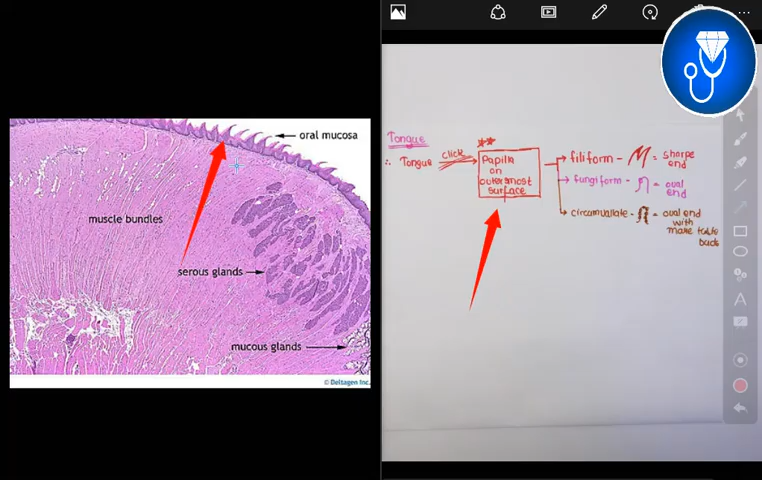 oral mucosa
muscle bundles
serous glands
mucous glands
© Deltagen Inc.
Tongue
∴ Tongue click Papilla
on
outermost
surface
filiform - = sharpe
end
fungiform - = oval
end
circumvallate - = oval end
with
more taste
buds